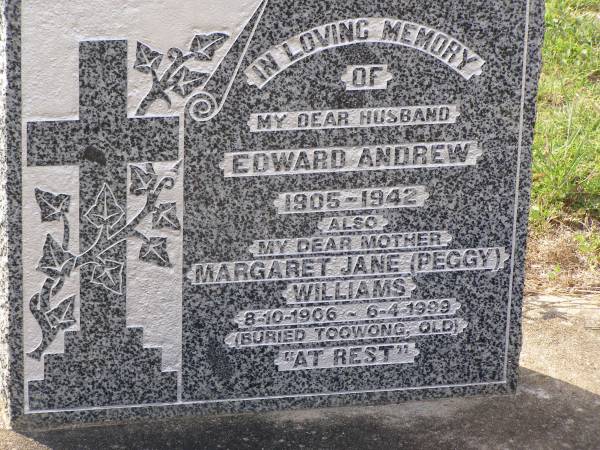 IN LOVING MEMORY
OF
MY DEAR HUSBAND
EDWARD ANDREW
1905~1942
ALSO
MY DEAR MOTHER
MARGARET JANE (PEGGY)
WILLIAMS
8-10-1906 ~ 6-4-1999
(BURIED TOOWONG, QLD)
"AT REST"